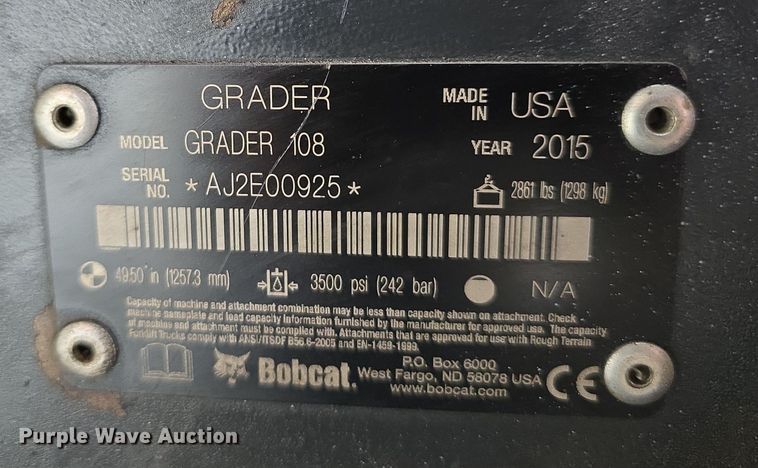 GRADER
MADE IN USA
MODEL GRADER 108
YEAR 2015
SERIAL NO. *AJ2E00925*
2861 lbs (1298 kg)
49.50" in (1257.3 mm) 3500 psi (242 bar) N/A
Capacity of machine and attachment combination may be less than capacity shown on attachment. Check
machine nameplate and load capacity information furnished by the manufacturer for approved use. The capacity
of machine and attachment must be complied with. Attachments that are approved for use with Rough Terrain
Forklift Trucks comply with ANSI/ITSDF B56.6-2005 and EN-1459-1999.
Bobcat.
P.O. Box 6000
West Fargo, ND 58078 USA
www.bobcat.com
CE
Purple Wave Auction